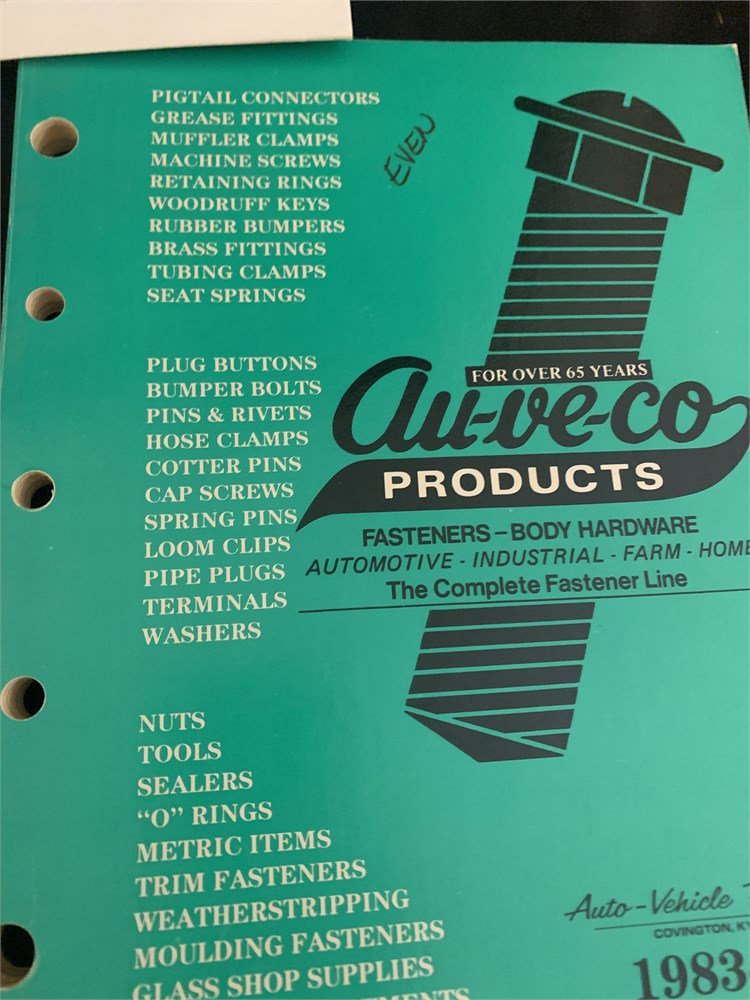 PIGTAIL CONNECTORS
GREASE FITTINGS
MUFFLER CLAMPS
MACHINE SCREWS
RETAINING RINGS
WOODRUFF KEYS
RUBBER BUMPERS
BRASS FITTINGS
TUBING CLAMPS
SEAT SPRINGS
EVEN
PLUG BUTTONS
BUMPER BOLTS
PINS & RIVETS
HOSE CLAMPS
COTTER PINS
CAP SCREWS
SPRING PINS
LOOM CLIPS
PIPE PLUGS
TERMINALS
WASHERS
FOR OVER 65 YEARS
Au-ve-co
PRODUCTS
FASTENERS – BODY HARDWARE
AUTOMOTIVE - INDUSTRIAL - FARM - HOME
The Complete Fastener Line
NUTS
TOOLS
SEALERS
“O” RINGS
METRIC ITEMS
TRIM FASTENERS
WEATHERSTRIPPING
MOULDING FASTENERS
GLASS SHOP SUPPLIES
Auto-Vehicle
COVINGTON, KY
1983